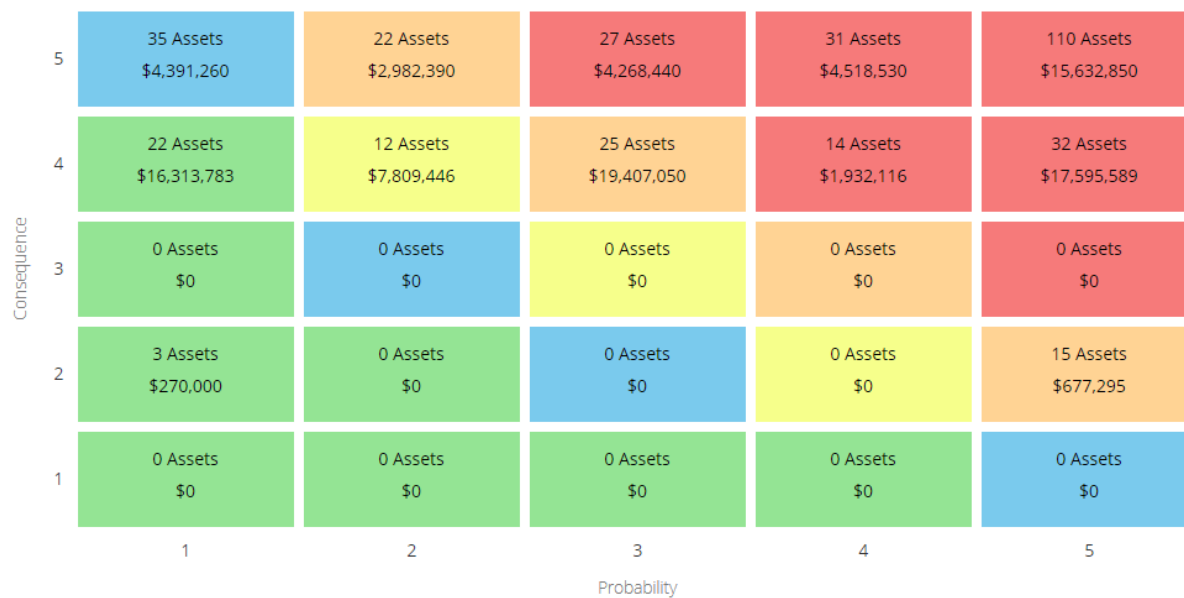 35 Assets
$4,391,260
22 Assets
$2,982,390
27 Assets
$4,268,440
31 Assets
$4,518,530
110 Assets
$15,632,850
5
22 Assets
$16,313,783
12 Assets
$7,809,446
25 Assets
$19,407,050
14 Assets
$1,932,116
32 Assets
$17,595,589
4
0 Assets
$0
0 Assets
$0
0 Assets
$0
0 Assets
$0
0 Assets
$0
3
Consequence
3 Assets
$270,000
0 Assets
$0
0 Assets
$0
0 Assets
$0
15 Assets
$677,295
2
0 Assets
$0
0 Assets
$0
0 Assets
$0
0 Assets
$0
0 Assets
$0
1
1
2
3
4
5
Probability